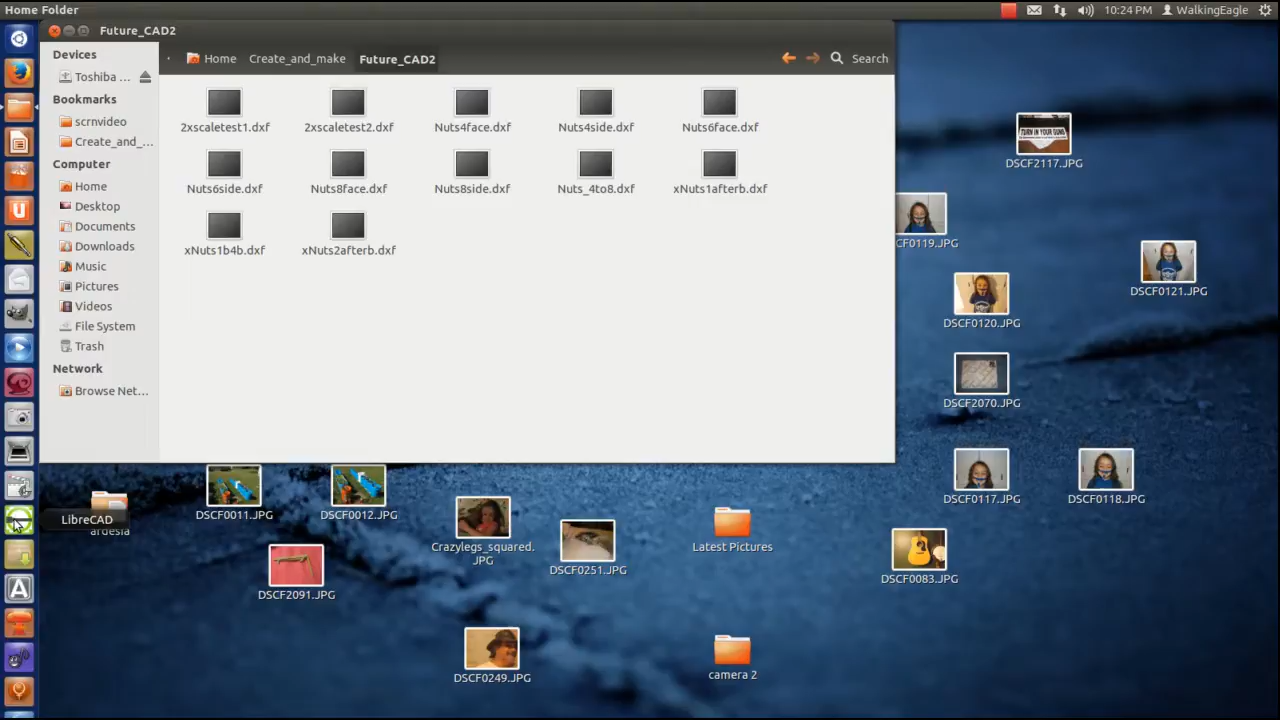 Home Folder
10:24 PM WalkingEagle
Future_CAD2
Devices
Toshiba ...
Bookmarks
scrnvideo
Create_and_...
Computer
Home
Desktop
Documents
Downloads
Music
Pictures
Videos
File System
Trash
Network
Browse Net...
Home Create_and_make Future_CAD2 Search
2xscaletest1.dxf 2xscaletest2.dxf Nuts4face.dxf Nuts4side.dxf Nuts6face.dxf
Nuts6side.dxf Nuts8face.dxf Nuts8side.dxf Nuts_4to8.dxf xNuts1afterb.dxf
xNuts1b4b.dxf xNuts2afterb.dxf
TURN IN YOUR GUNS
DSCF2117.JPG
CF0119.JPG
DSCF0121.JPG
DSCF0120.JPG
DSCF2070.JPG
DSCF0117.JPG DSCF0118.JPG
LibreCAD
ardesia
DSCF0011.JPG DSCF0012.JPG
Crazylegs_squared.
JPG
DSCF0251.JPG
Latest Pictures
DSCF0083.JPG
DSCF2091.JPG
DSCF0249.JPG
camera 2